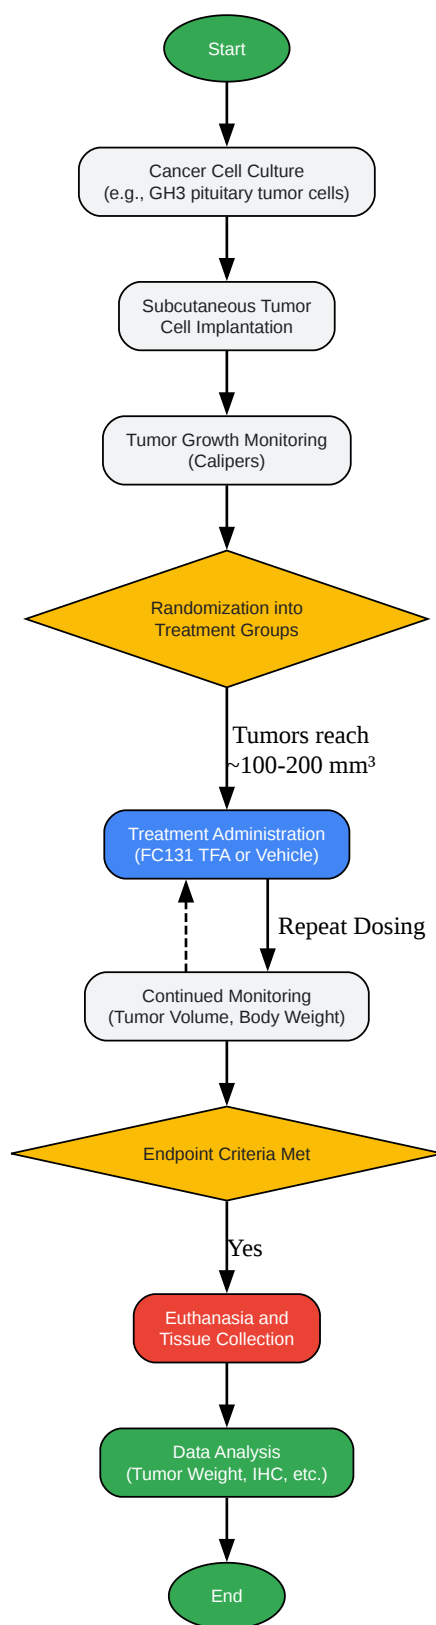 Start
Cancer Cell Culture
(e.g., GH3 pituitary tumor cells)
Subcutaneous Tumor
Cell Implantation
Tumor Growth Monitoring
(Calipers)
Randomization into
Treatment Groups
Tumors reach
~100-200 mm³
Treatment Administration
(FC131 TFA or Vehicle)
Repeat Dosing
Continued Monitoring
(Tumor Volume, Body Weight)
Endpoint Criteria Met
Yes
Euthanasia and
Tissue Collection
Data Analysis
(Tumor Weight, IHC, etc.)
End